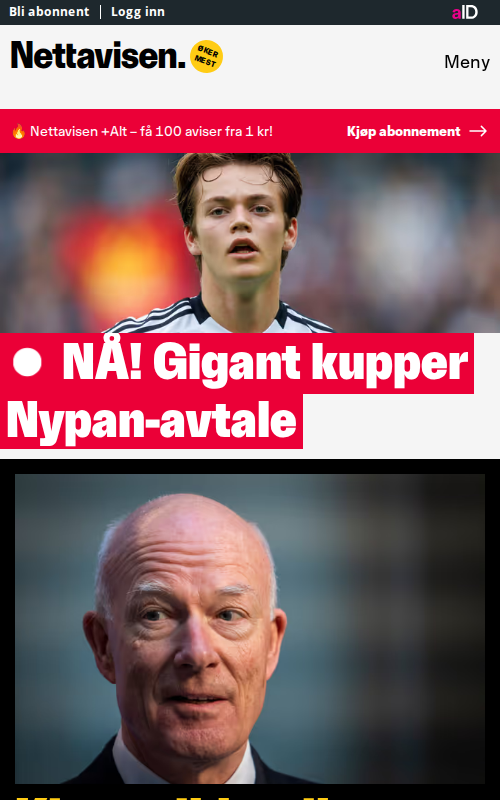 Bli abonnent Logg inn aID
Nettavisen. ØKER MEST
Meny
🔥 Nettavisen +Alt – få 100 aviser fra 1 kr! Kjøp abonnement →
NÅ! Gigant kupper
Nypan-avtale